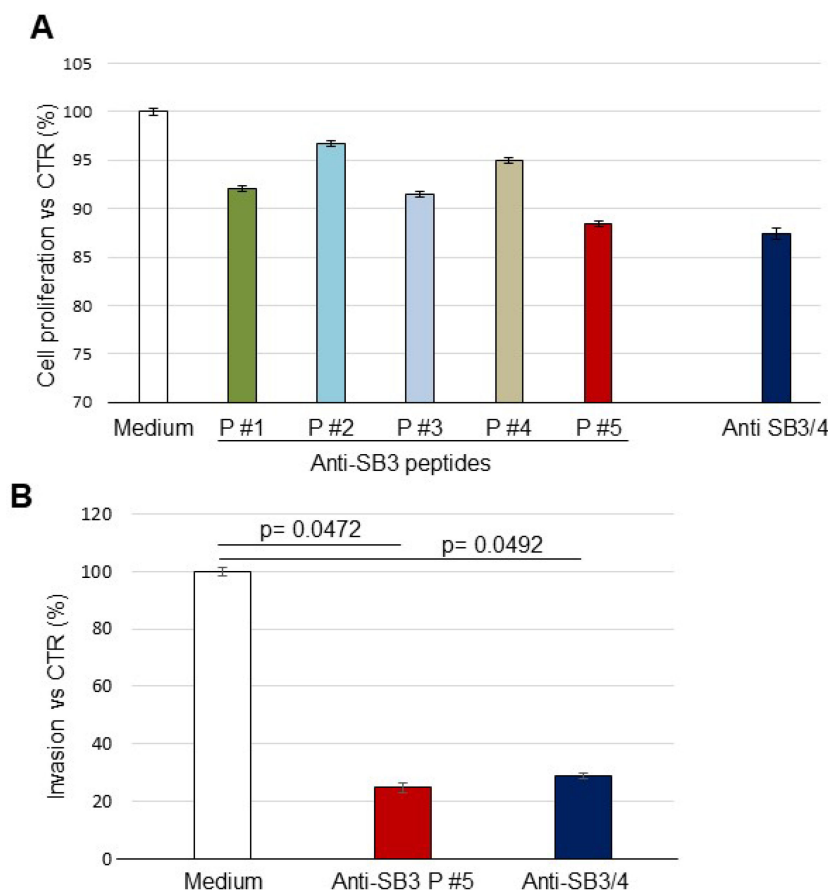 A
Cell proliferation vs CTR (%)
105
100
95
90
85
80
75
70
Medium P #1 P #2 P #3 P #4 P #5 Anti SB3/4
Anti-SB3 peptides
B
Invasion vs CTR (%)
120
p= 0.0472
p= 0.0492
100
80
60
40
20
0
Medium Anti-SB3 P #5 Anti-SB3/4